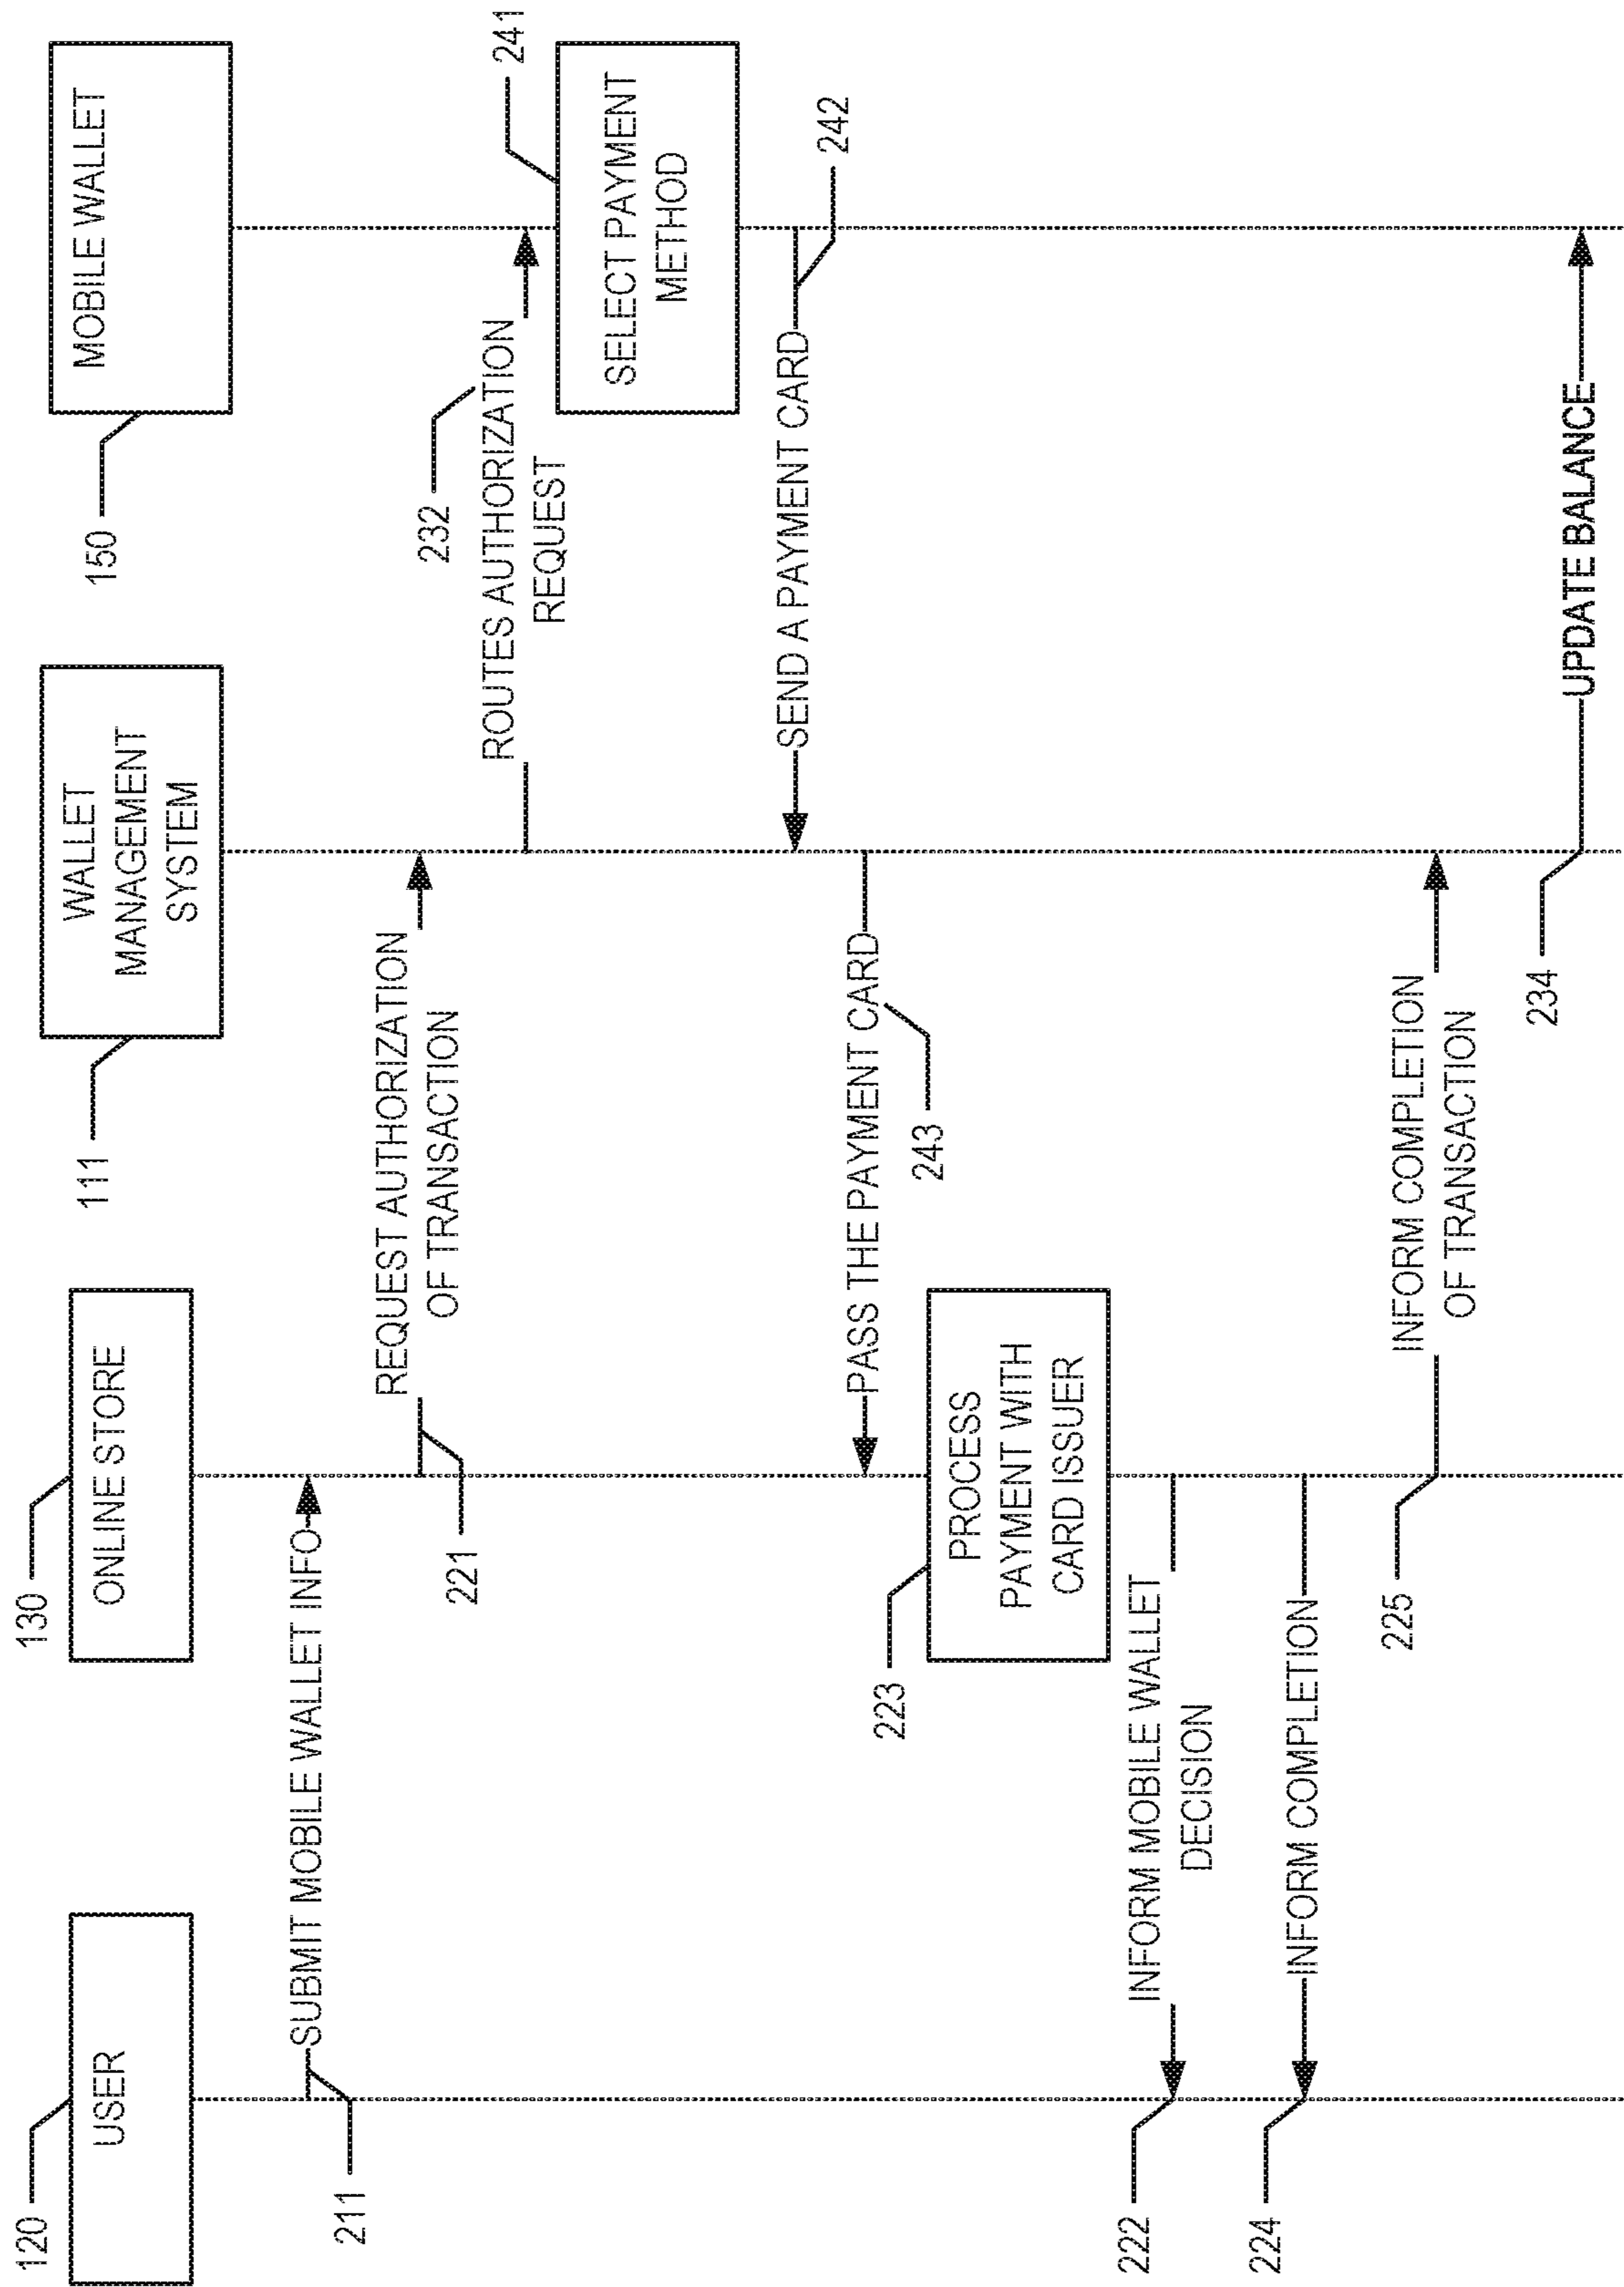 120
USER
130
ONLINE STORE
111
WALLET
MANAGEMENT
SYSTEM
150
MOBILE WALLET
SUBMIT MOBILE WALLET INFO
211
REQUEST AUTHORIZATION
OF TRANSACTION
221
232
ROUTES AUTHORIZATION
REQUEST
241
SELECT PAYMENT
METHOD
SEND A PAYMENT CARD
242
PASS THE PAYMENT CARD
243
223
PROCESS
PAYMENT WITH
CARD ISSUER
INFORM MOBILE WALLET
DECISION
222
INFORM COMPLETION
224
INFORM COMPLETION
OF TRANSACTION
225
UPDATE BALANCE
234